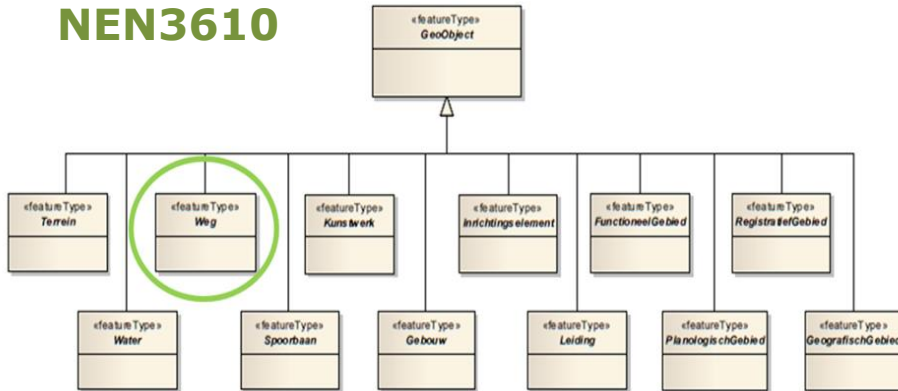 NEN3610
«featureType»
GeoObject
«featureType»
Terrein
«featureType»
Weg
«featureType»
Kunstwerk
«featureType»
Inrichtingselement
«featureType»
FunctioneelGebied
«featureType»
RegistratiefGebied
«featureType»
Water
«featureType»
Spoorbaan
«featureType»
Gebouw
«featureType»
Leiding
«featureType»
PlanologischGebied
«featureType»
GeografischGebied